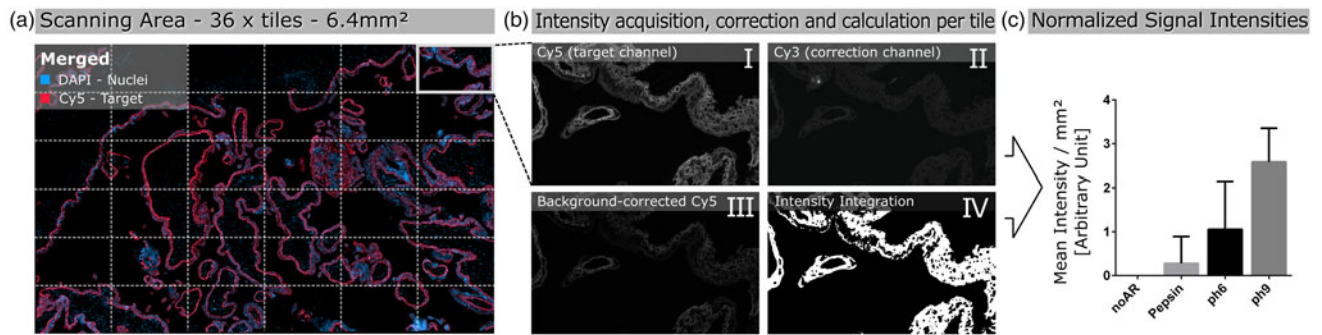 (a) Scanning Area - 36 x tiles - 6.4mm²
Merged
DAPI - Nuclei
Cy5 - Target
(b) Intensity acquisition, correction and calculation per tile
Cy5 (target channel) I
Cy3 (correction channel) II
Background-corrected Cy5 III
Intensity Integration IV
(c) Normalized Signal Intensities
Mean Intensity / mm²
[Arbitrary Unit]
4
3
2
1
0
noAR
Pepsin
ph6
ph9